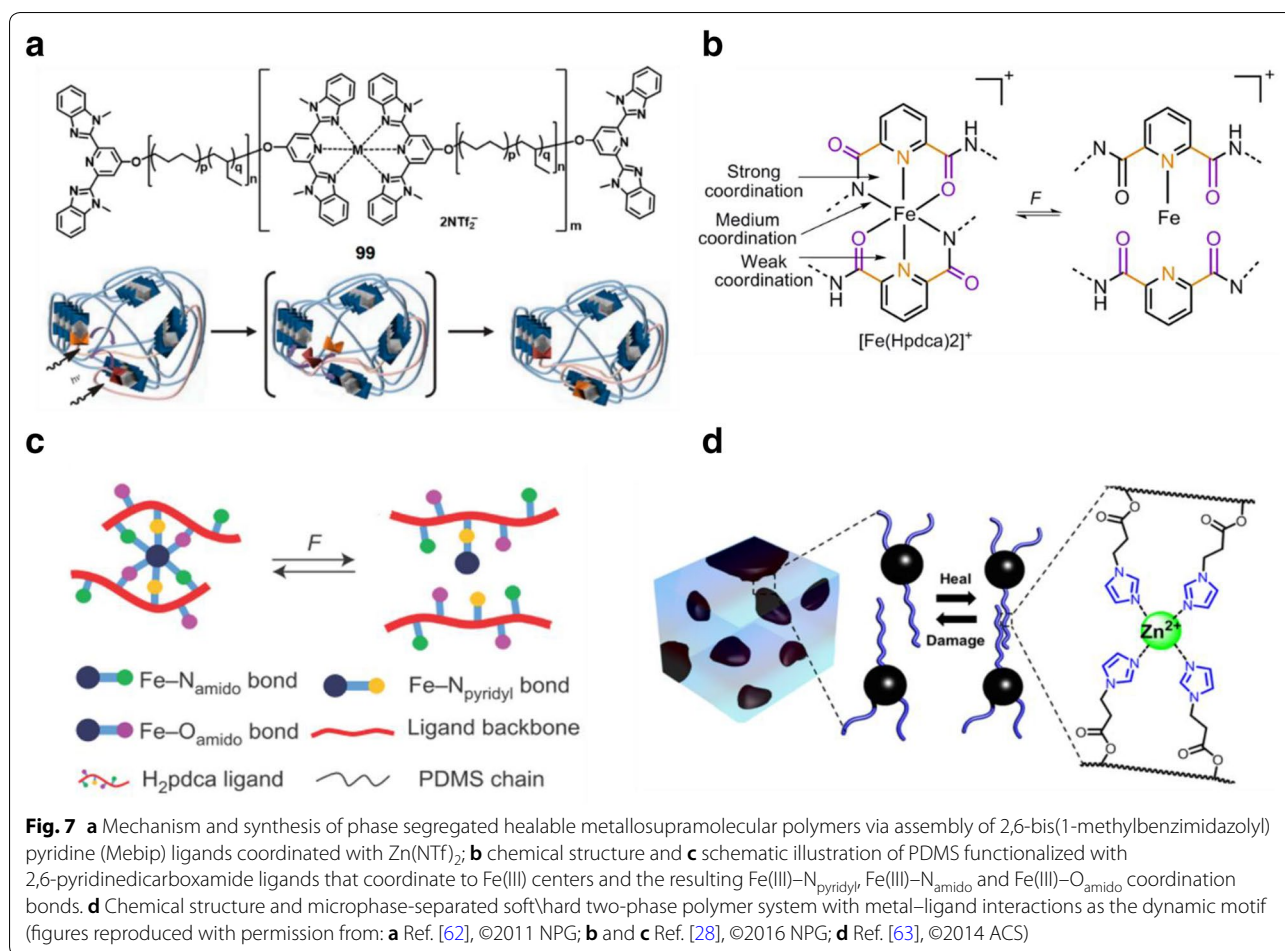 a
N
N
N
N
N
O
p
q
n
O
N
N
N
N
N
M
N
N
N
N
N
O
p
q
n
O
N
N
N
N
N
2NTf₂⁻
m
99
hν
b
+
+
O
N
H
N
N
O
Strong
coordination
Medium
coordination
Weak
coordination
Fe
O
N
N
H
N
O
[Fe(Hpdca)2]⁺
F
N
N
N
H
O
O
Fe
O
O
N
H
N
N
c
F
Fe–Namido bond
Fe–Npyridyl bond
Fe–Oamido bond
Ligand backbone
H₂pdca ligand
PDMS chain
d
Heal
Damage
O
O
O
O
N
N
N
N
Zn²⁺
N
N
N
N
O
O
O
O
Fig. 7 a Mechanism and synthesis of phase segregated healable metallosupramolecular polymers via assembly of 2,6-bis(1-methylbenzimidazolyl)
pyridine (Mebip) ligands coordinated with Zn(NTf)₂; b chemical structure and c schematic illustration of PDMS functionalized with
2,6-pyridinedicarboxamide ligands that coordinate to Fe(III) centers and the resulting Fe(III)–Npyridyl, Fe(III)–Namido and Fe(III)–Oamido coordination
bonds. d Chemical structure and microphase-separated soft\hard two-phase polymer system with metal–ligand interactions as the dynamic motif
(figures reproduced with permission from: a Ref. [62], ©2011 NPG; b and c Ref. [28], ©2016 NPG; d Ref. [63], ©2014 ACS)